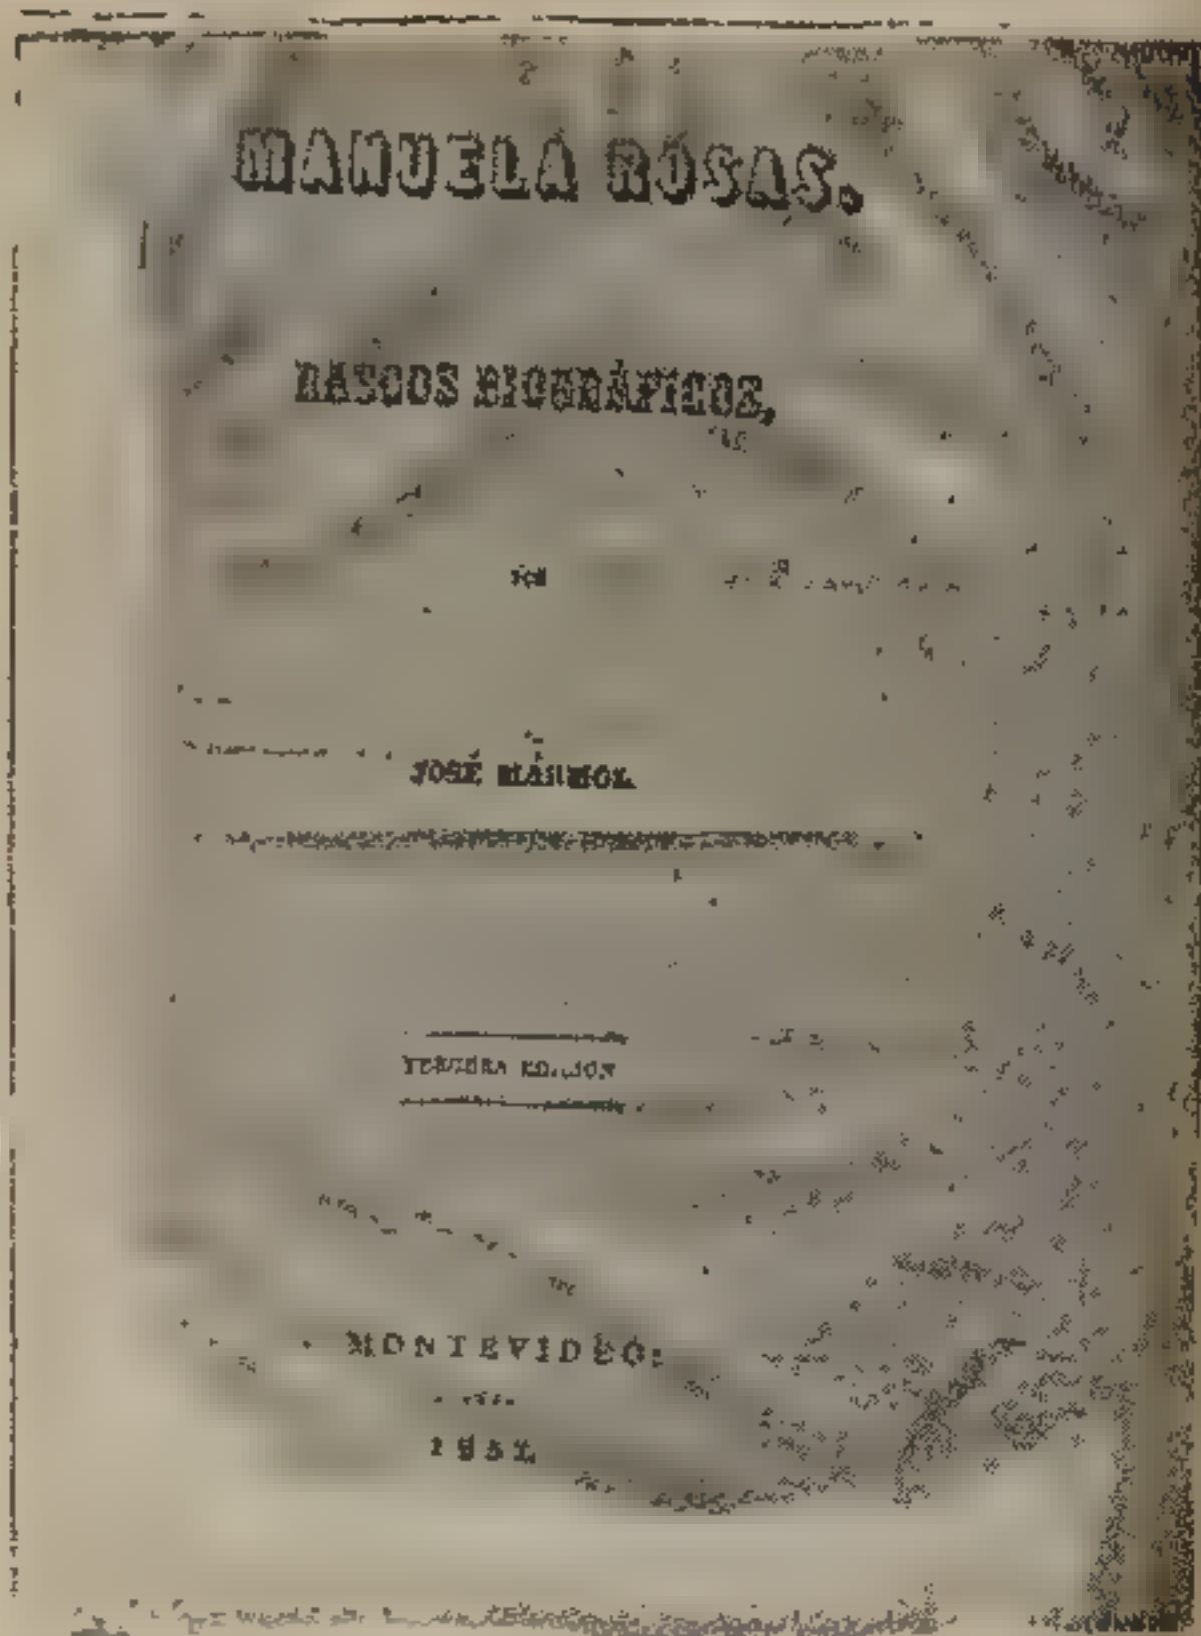 MANUELA ROSAS.
RASGOS BIOGRÁFICOS,
POR
JOSÉ MÁRMOL
TERCERA EDICION
MONTEVIDEO:
1851